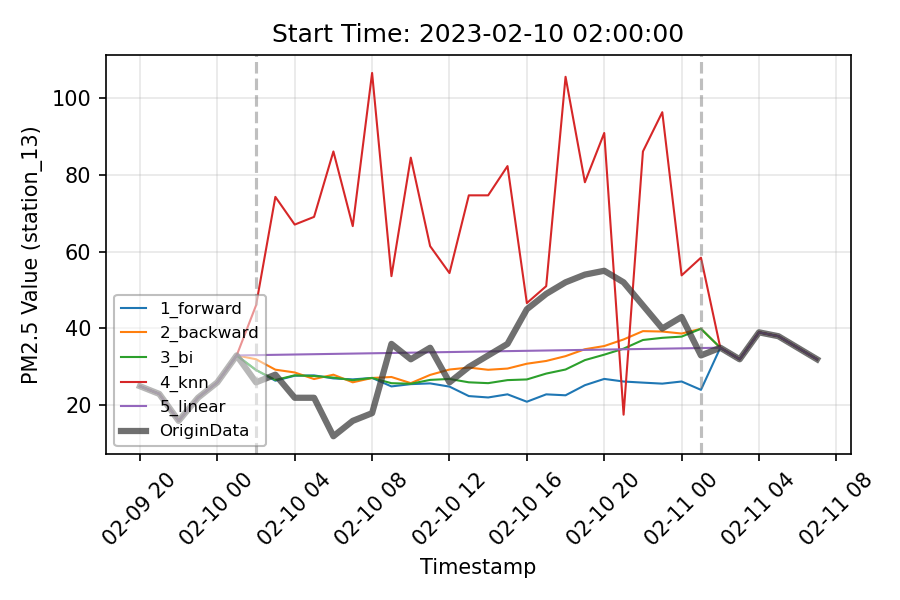 Start Time: 2023-02-10 02:00:00
PM2.5 Value (station_13)
100
80
60
40
20
1_forward
2_backward
3_bi
4_knn
5_linear
OriginData
02-09 20
02-10 00
02-10 04
02-10 08
02-10 12
02-10 16
02-10 20
02-11 00
02-11 04
02-11 08
Timestamp